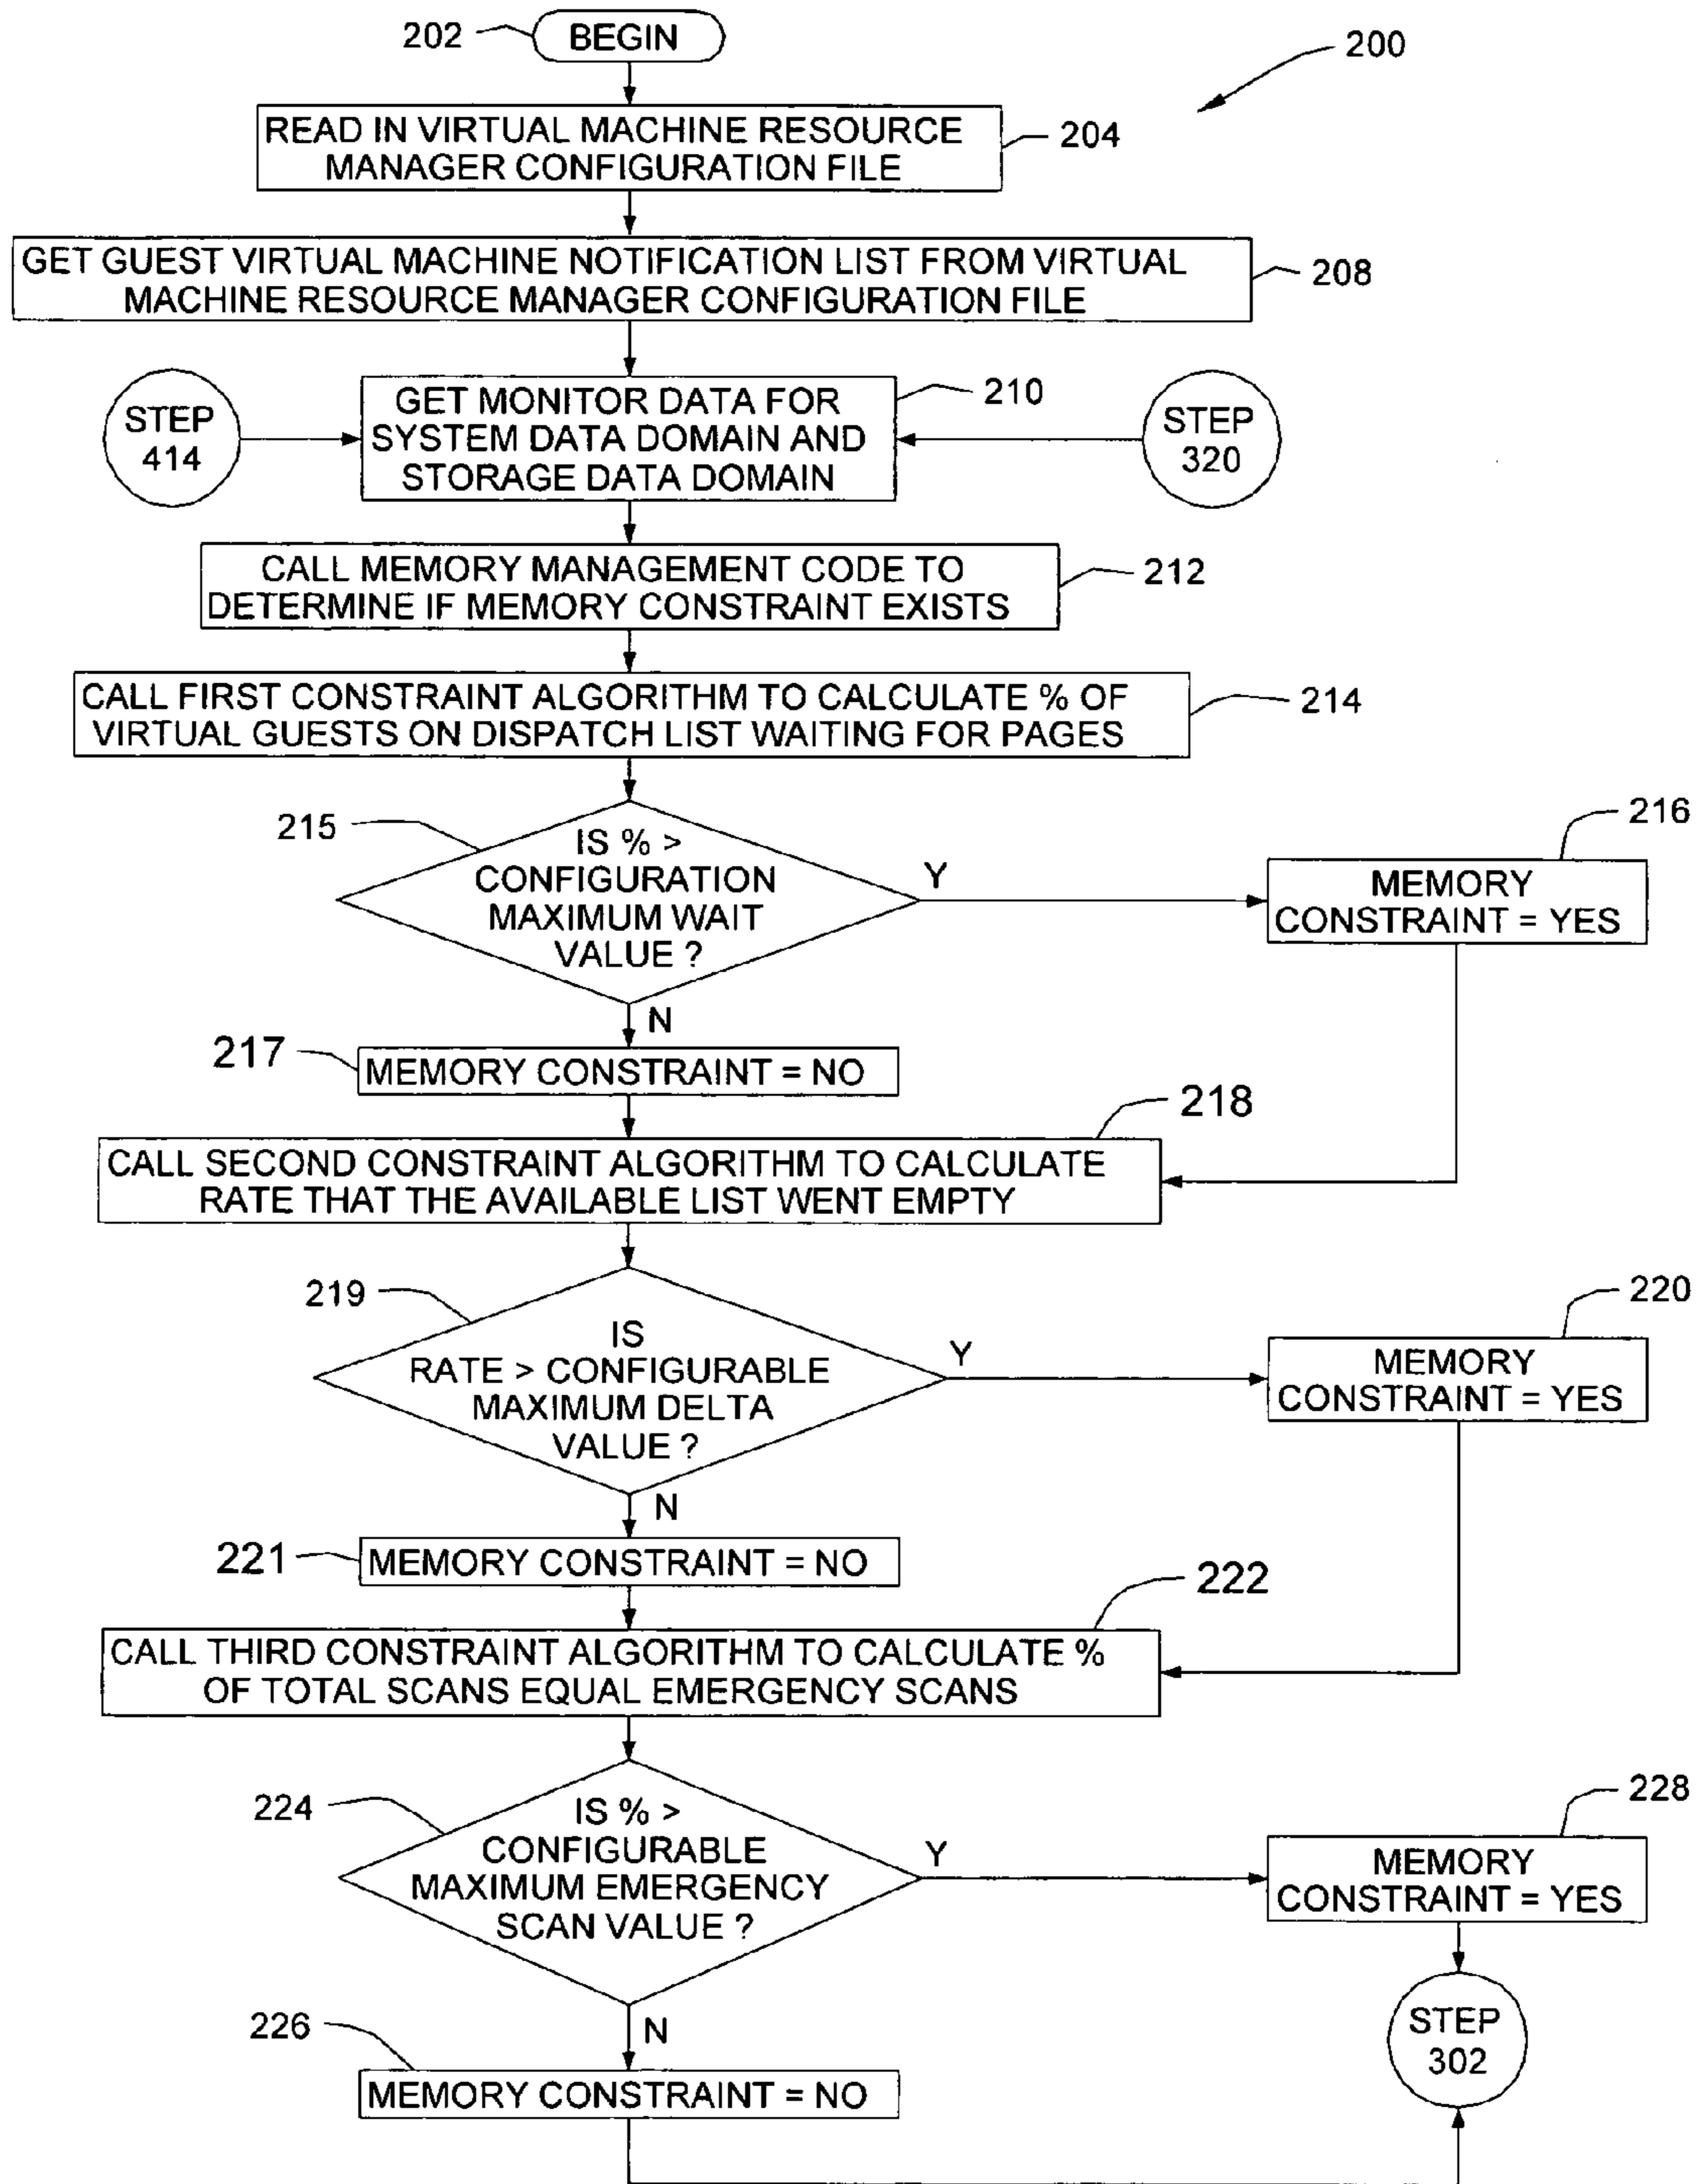 202
BEGIN
200
READ IN VIRTUAL MACHINE RESOURCE
MANAGER CONFIGURATION FILE
204
GET GUEST VIRTUAL MACHINE NOTIFICATION LIST FROM VIRTUAL
MACHINE RESOURCE MANAGER CONFIGURATION FILE
208
STEP
414
GET MONITOR DATA FOR
SYSTEM DATA DOMAIN AND
STORAGE DATA DOMAIN
210
STEP
320
CALL MEMORY MANAGEMENT CODE TO
DETERMINE IF MEMORY CONSTRAINT EXISTS
212
CALL FIRST CONSTRAINT ALGORITHM TO CALCULATE % OF
VIRTUAL GUESTS ON DISPATCH LIST WAITING FOR PAGES
214
215
IS % >
CONFIGURATION
MAXIMUM WAIT
VALUE ?
Y
216
MEMORY
CONSTRAINT = YES
N
217
MEMORY CONSTRAINT = NO
218
CALL SECOND CONSTRAINT ALGORITHM TO CALCULATE
RATE THAT THE AVAILABLE LIST WENT EMPTY
219
IS
RATE > CONFIGURABLE
MAXIMUM DELTA
VALUE ?
Y
220
MEMORY
CONSTRAINT = YES
N
221
MEMORY CONSTRAINT = NO
222
CALL THIRD CONSTRAINT ALGORITHM TO CALCULATE %
OF TOTAL SCANS EQUAL EMERGENCY SCANS
224
IS % >
CONFIGURABLE
MAXIMUM EMERGENCY
SCAN VALUE ?
Y
228
MEMORY
CONSTRAINT = YES
N
226
MEMORY CONSTRAINT = NO
STEP
302